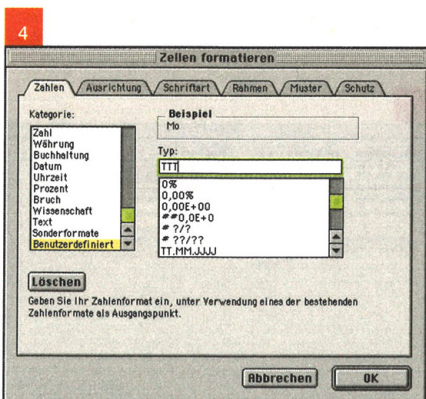 4
Zellen formatieren
Zahlen Ausrichtung Schriftart Rahmen Muster Schutz
Kategorie:
Zahl
Währung
Buchhaltung
Datum
Uhrzeit
Prozent
Bruch
Wissenschaft
Text
Sonderformate
Benutzerdefiniert
Beispiel
Mo
Typ:
TTT
0%
0,00%
0,00E+00
##0,0E+0
# ?/?
# ??/??
TT.MM.JJJJ
Löschen
Geben Sie Ihr Zahlenformat ein, unter Verwendung eines der bestehenden
Zahlenformate als Ausgangspunkt.
Abbrechen OK